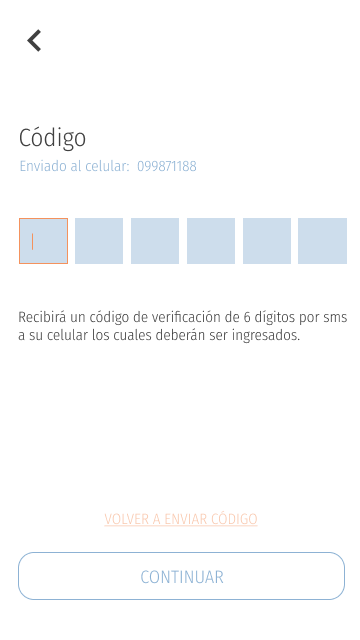 Código
Enviado al celular: 099871188
Recibirá un código de verificación de 6 dígitos por sms
a su celular los cuales deberán ser ingresados.
VOLVER A ENVIAR CÓDIGO
CONTINUAR